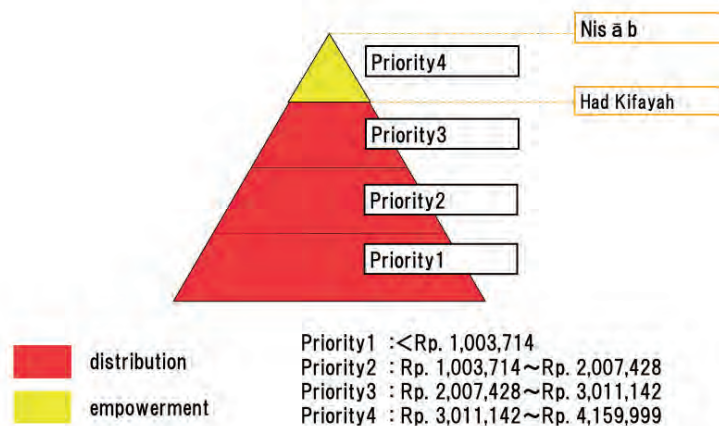 Nisāb
Priority4
Had Kifayah
Priority3
Priority2
Priority1
distribution
empowerment
Priority1 :<Rp. 1,003,714
Priority2 : Rp. 1,003,714~Rp. 2,007,428
Priority3 : Rp. 2,007,428~Rp. 3,011,142
Priority4 : Rp. 3,011,142~Rp. 4,159,999